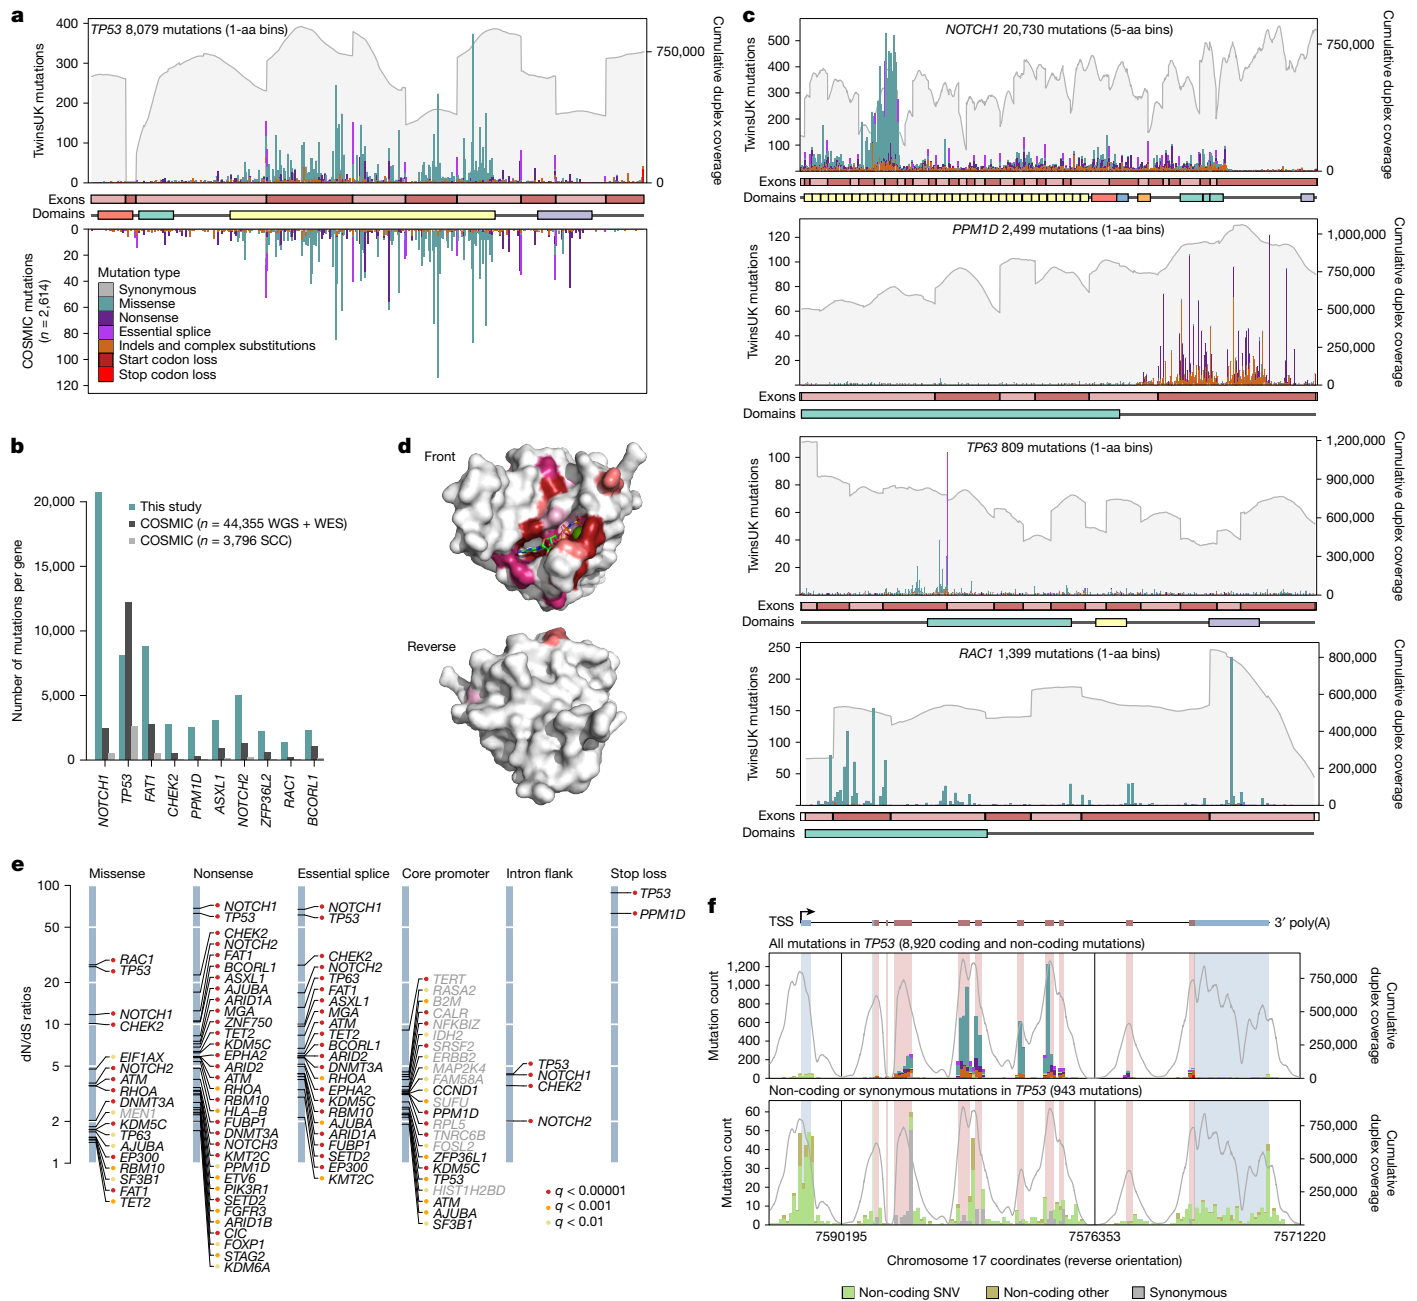 a
TP53 8,079 mutations (1-aa bins)
TwinsUK mutations
400
300
200
100
0
750,000
0
Cumulative duplex coverage
Exons
Domains
COSMIC mutations
(n = 2,614)
0
20
40
60
80
100
120
Mutation type
Synonymous
Missense
Nonsense
Essential splice
Indels and complex substitutions
Start codon loss
Stop codon loss
b
Number of mutations per gene
20,000
15,000
10,000
5,000
0
This study
COSMIC (n = 44,355 WGS + WES)
COSMIC (n = 3,796 SCC)
NOTCH1
TP53
FAT1
CHEK2
PPM1D
ASXL1
NOTCH2
ZFP36L2
RAC1
BCORL1
c
NOTCH1 20,730 mutations (5-aa bins)
TwinsUK mutations
500
400
300
200
100
750,000
0
Cumulative duplex coverage
Exons
Domains
PPM1D 2,499 mutations (1-aa bins)
TwinsUK mutations
120
100
80
60
40
20
1,000,000
750,000
500,000
250,000
0
Cumulative duplex coverage
Exons
Domains
TP63 809 mutations (1-aa bins)
TwinsUK mutations
100
80
60
40
20
1,200,000
900,000
600,000
300,000
0
Cumulative duplex coverage
Exons
Domains
RAC1 1,399 mutations (1-aa bins)
TwinsUK mutations
250
200
150
100
50
0
800,000
600,000
400,000
200,000
0
Cumulative duplex coverage
Exons
Domains
d
Front
Reverse
e
dN/dS ratios
100
50
20
10
5
2
1
Missense
RAC1
TP53
NOTCH1
CHEK2
EIF1AX
NOTCH2
ATM
RHOA
DNMT3A
MEN1
KDM5C
TP63
AJUBA
EP300
RBM10
SF3B1
FAT1
TET2
Nonsense
NOTCH1
TP53
CHEK2
NOTCH2
FAT1
BCORL1
ASXL1
AJUBA
ARID1A
MGA
ZNF750
TET2
KDM5C
EPHA2
ARID2
ATM
RHOA
RBM10
HLA-B
FUBP1
DNMT3A
NOTCH3
KMT2C
PPM1D
ETV6
PIK3R1
SETD2
FGFR3
ARID1B
CIC
FOXP1
STAG2
KDM6A
Essential splice
NOTCH1
TP53
CHEK2
NOTCH2
TP63
FAT1
ASXL1
MGA
ATM
TET2
BCORL1
ARID2
DNMT3A
RHOA
EPHA2
KDM5C
RBM10
AJUBA
ARID1A
FUBP1
SETD2
EP300
KMT2C
Core promoter
TERT
RASA2
B2M
CALR
NFKBIZ
IDH2
SRSF2
ERBB2
MAP2K4
FAM58A
CCND1
SUFU
PPM1D
RPL5
TNRC6B
FOSL2
ZFP36L1
KDM5C
TP53
HIST1H2BD
ATM
AJUBA
SF3B1
Intron flank
TP53
NOTCH1
CHEK2
NOTCH2
Stop loss
TP53
PPM1D
q < 0.00001
q < 0.001
q < 0.01
f
TSS
3′ poly(A)
All mutations in TP53 (8,920 coding and non-coding mutations)
Mutation count
1,200
1,000
800
600
400
200
0
750,000
500,000
250,000
0
Cumulative
duplex coverage
Non-coding or synonymous mutations in TP53 (943 mutations)
Mutation count
60
50
40
30
20
10
0
750,000
500,000
250,000
0
Cumulative
duplex coverage
7590195
7576353
7571220
Chromosome 17 coordinates (reverse orientation)
Non-coding SNV
Non-coding other
Synonymous